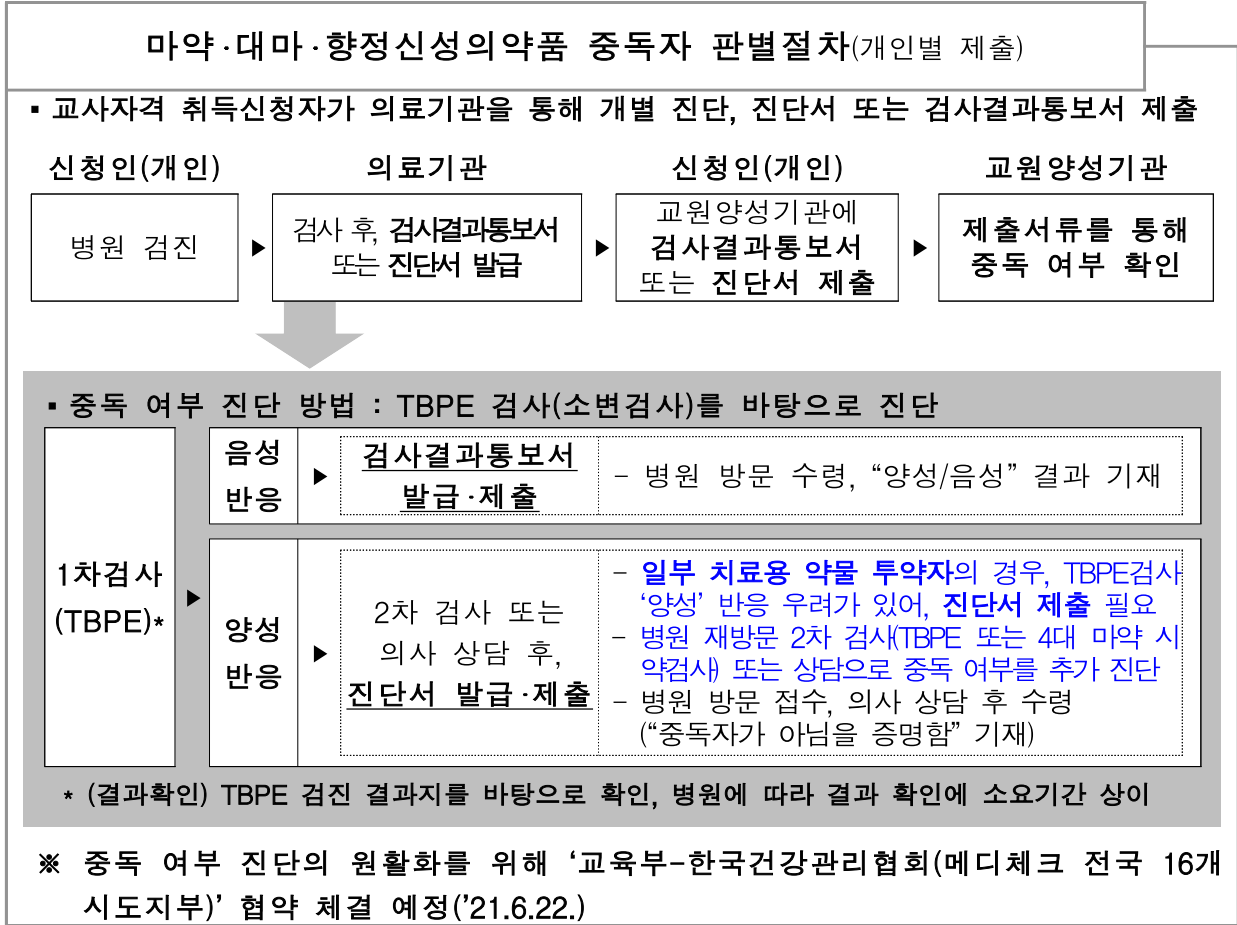 마약·대마·향정신성의약품 중독자 판별절차(개인별 제출)
▪ 교사자격 취득신청자가 의료기관을 통해 개별 진단, 진단서 또는 검사결과통보서 제출
신청인(개인)
의료기관
신청인(개인)
교원양성기관
병원 검진
▶
검사 후, 검사결과통보서
또는 진단서 발급
▶
교원양성기관에
검사결과통보서
또는 진단서 제출
▶
제출서류를 통해
중독 여부 확인
▪ 중독 여부 진단 방법 : TBPE 검사(소변검사)를 바탕으로 진단
1차검사
(TBPE)*
▶
음성
반응
▶
검사결과통보서
발급·제출
- 병원 방문 수령, “양성/음성” 결과 기재
양성
반응
▶
2차 검사 또는
의사 상담 후,
진단서 발급·제출
- 일부 치료용 약물 투약자의 경우, TBPE검사
‘양성’ 반응 우려가 있어, 진단서 제출 필요
- 병원 재방문 2차 검사(TBPE 또는 4대 마약 시
약검사) 또는 상담으로 중독 여부를 추가 진단
- 병원 방문 접수, 의사 상담 후 수령
(“중독자가 아님을 증명함” 기재)
* (결과확인) TBPE 검진 결과지를 바탕으로 확인, 병원에 따라 결과 확인에 소요기간 상이
※ 중독 여부 진단의 원활화를 위해 ‘교육부-한국건강관리협회(메디체크 전국 16개
시도지부)’ 협약 체결 예정(’21.6.22.)